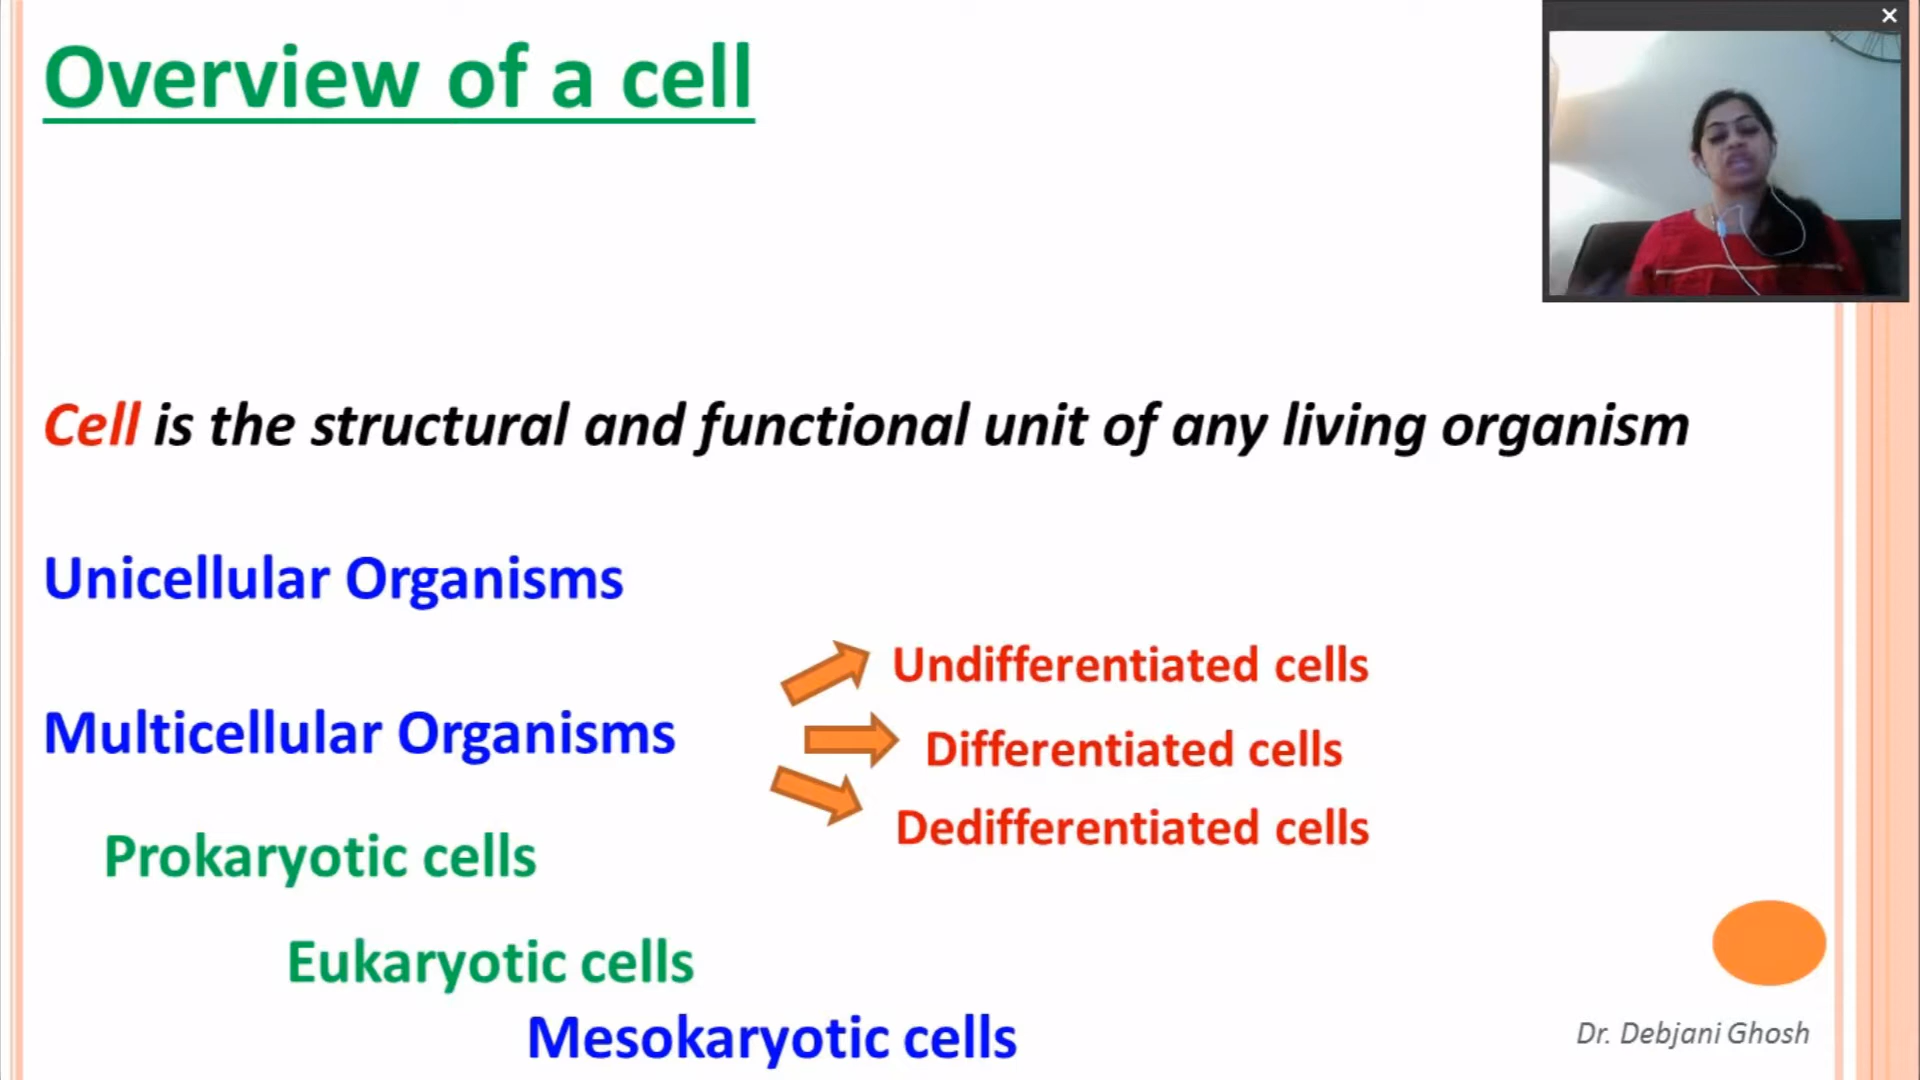 Overview of a cell
Cell is the structural and functional unit of any living organism
Unicellular Organisms
Multicellular Organisms
Undifferentiated cells
Differentiated cells
Dedifferentiated cells
Prokaryotic cells
Eukaryotic cells
Mesokaryotic cells
Dr. Debjani Ghosh